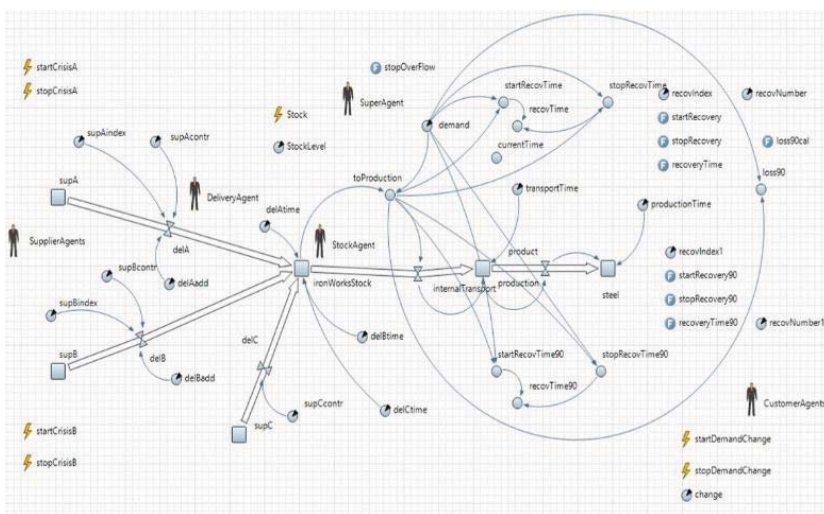 startCrisisA
stopCrisisA
stopOverFlow
SuperAgent
Stock
StockLevel
startRecovTime
stopRecovTime
recovTime
currentTime
demand
recovIndex
recovNumber
startRecovery
stopRecovery
recoveryTime
loss90cal
loss90
supAindex
supAcontr
supA
DeliveryAgent
toProduction
transportTime
productionTime
delAtime
SupplierAgents
StockAgent
delA
delAadd
supBcontr
ironWorksStock
product
internalTransport
production
steel
recovIndex1
startRecovery90
stopRecovery90
recoveryTime90
recovNumber1
supBindex
delB
delBadd
supB
delC
delBtime
startRecovTime90
stopRecovTime90
recovTime90
supCcontr
delCtime
supC
CustomerAgents
startCrisisB
stopCrisisB
startDemandChange
stopDemandChange
change